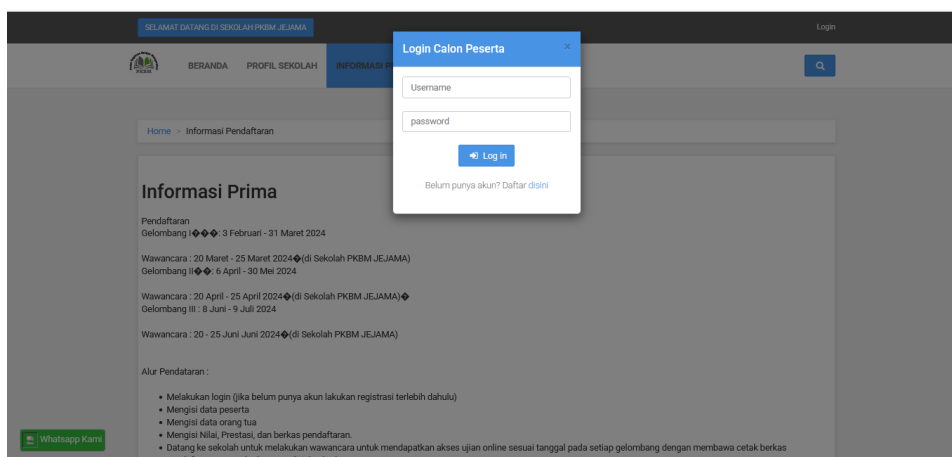 SELAMAT DATANG DI SEKOLAH PKBM JEJAMA
Login
PKBM
BERANDA PROFIL SEKOLAH INFORMASI P
Login Calon Peserta ×
Username
password
Log in
Belum punya akun? Daftar disini
Home Informasi Pendaftaran
Informasi Prima
Pendaftaran
Gelombang I���: 3 Februari - 31 Maret 2024
Wawancara : 20 Maret - 25 Maret 2024�(di Sekolah PKBM JEJAMA)
Gelombang II��: 6 April - 30 Mei 2024
Wawancara : 20 April - 25 April 2024�(di Sekolah PKBM JEJAMA)�
Gelombang III : 8 Juni - 9 Juli 2024
Wawancara : 20 - 25 Juni Juni 2024�(di Sekolah PKBM JEJAMA)
Alur Pendataran :
• Melakukan login (jika belum punya akun lakukan registrasi terlebih dahulu)
• Mengisi data peserta
• Mengisi data orang tua
• Mengisi Nilai, Prestasi, dan berkas pendaftaran.
• Datang ke sekolah untuk melakukan wawancara untuk mendapatkan akses ujian online sesuai tanggal pada setiap gelombang dengan membawa cetak berkas
Whatsapp Kami